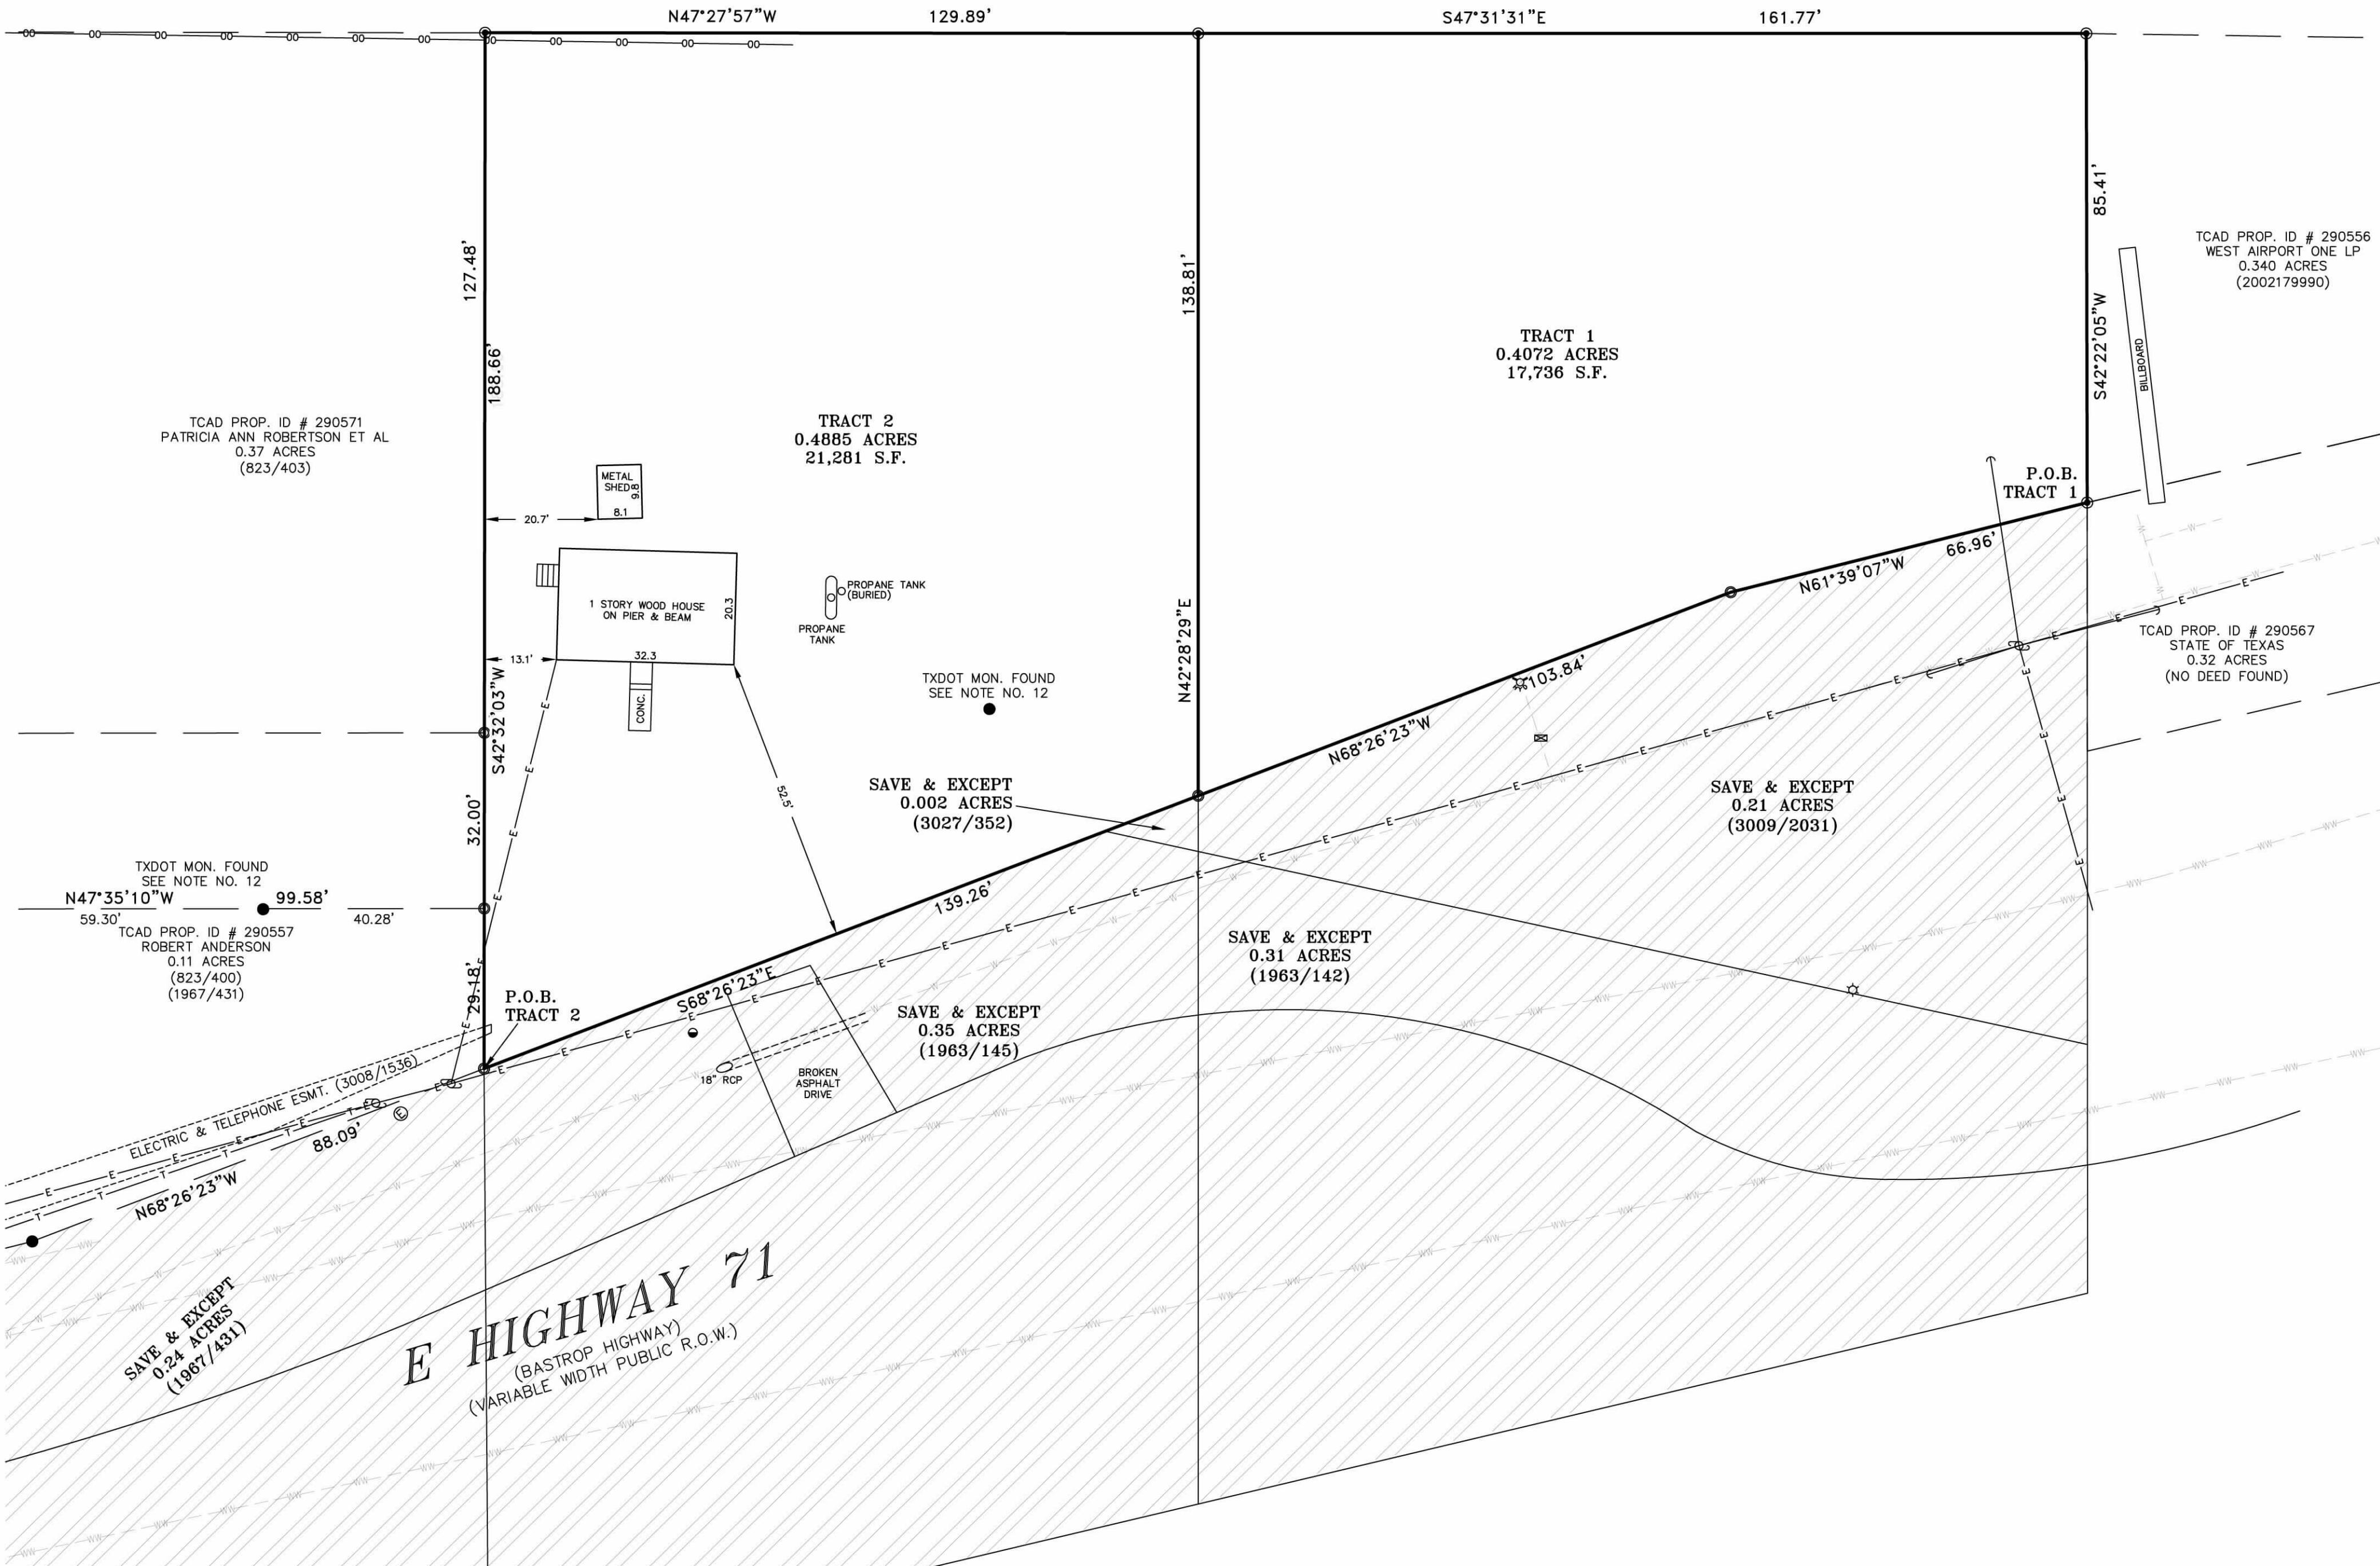 N47°27'57"W 129.89' S47°31'31"E 161.77'
85.41'
S42°22'05"W
TCAD PROP. ID # 290556
WEST AIRPORT ONE LP
0.340 ACRES
(2002179990)
BILLBOARD
127.48'
188.66'
138.81'
TRACT 1
0.4072 ACRES
17,736 S.F.
TCAD PROP. ID # 290571
PATRICIA ANN ROBERTSON ET AL
0.37 ACRES
(823/403)
TRACT 2
0.4885 ACRES
21,281 S.F.
METAL
SHED
9.8
8.1
20.7'
P.O.B.
TRACT 1
66.96'
N61°39'07"W
1 STORY WOOD HOUSE
ON PIER & BEAM
20.3
32.3
13.1'
CONC.
PROPANE TANK
(BURIED)
PROPANE
TANK
TCAD PROP. ID # 290567
STATE OF TEXAS
0.32 ACRES
(NO DEED FOUND)
TXDOT MON. FOUND
SEE NOTE NO. 12
N42°28'29"E
103.84'
N68°26'23"W
S42°32'03"W
52.5'
SAVE & EXCEPT
0.002 ACRES
(3027/352)
SAVE & EXCEPT
0.21 ACRES
(3009/2031)
32.00'
TXDOT MON. FOUND
SEE NOTE NO. 12
N47°35'10"W 99.58'
59.30' 40.28'
TCAD PROP. ID # 290557
ROBERT ANDERSON
0.11 ACRES
(823/400)
(1967/431)
139.26'
S68°26'23"E
SAVE & EXCEPT
0.31 ACRES
(1963/142)
29.18'
P.O.B.
TRACT 2
SAVE & EXCEPT
0.35 ACRES
(1963/145)
18" RCP
BROKEN
ASPHALT
DRIVE
ELECTRIC & TELEPHONE ESMT. (3008/1536)
88.09'
N68°26'23"W
SAVE & EXCEPT
0.24 ACRES
(1967/431)
E HIGHWAY 71
(BASTROP HIGHWAY)
(VARIABLE WIDTH PUBLIC R.O.W.)